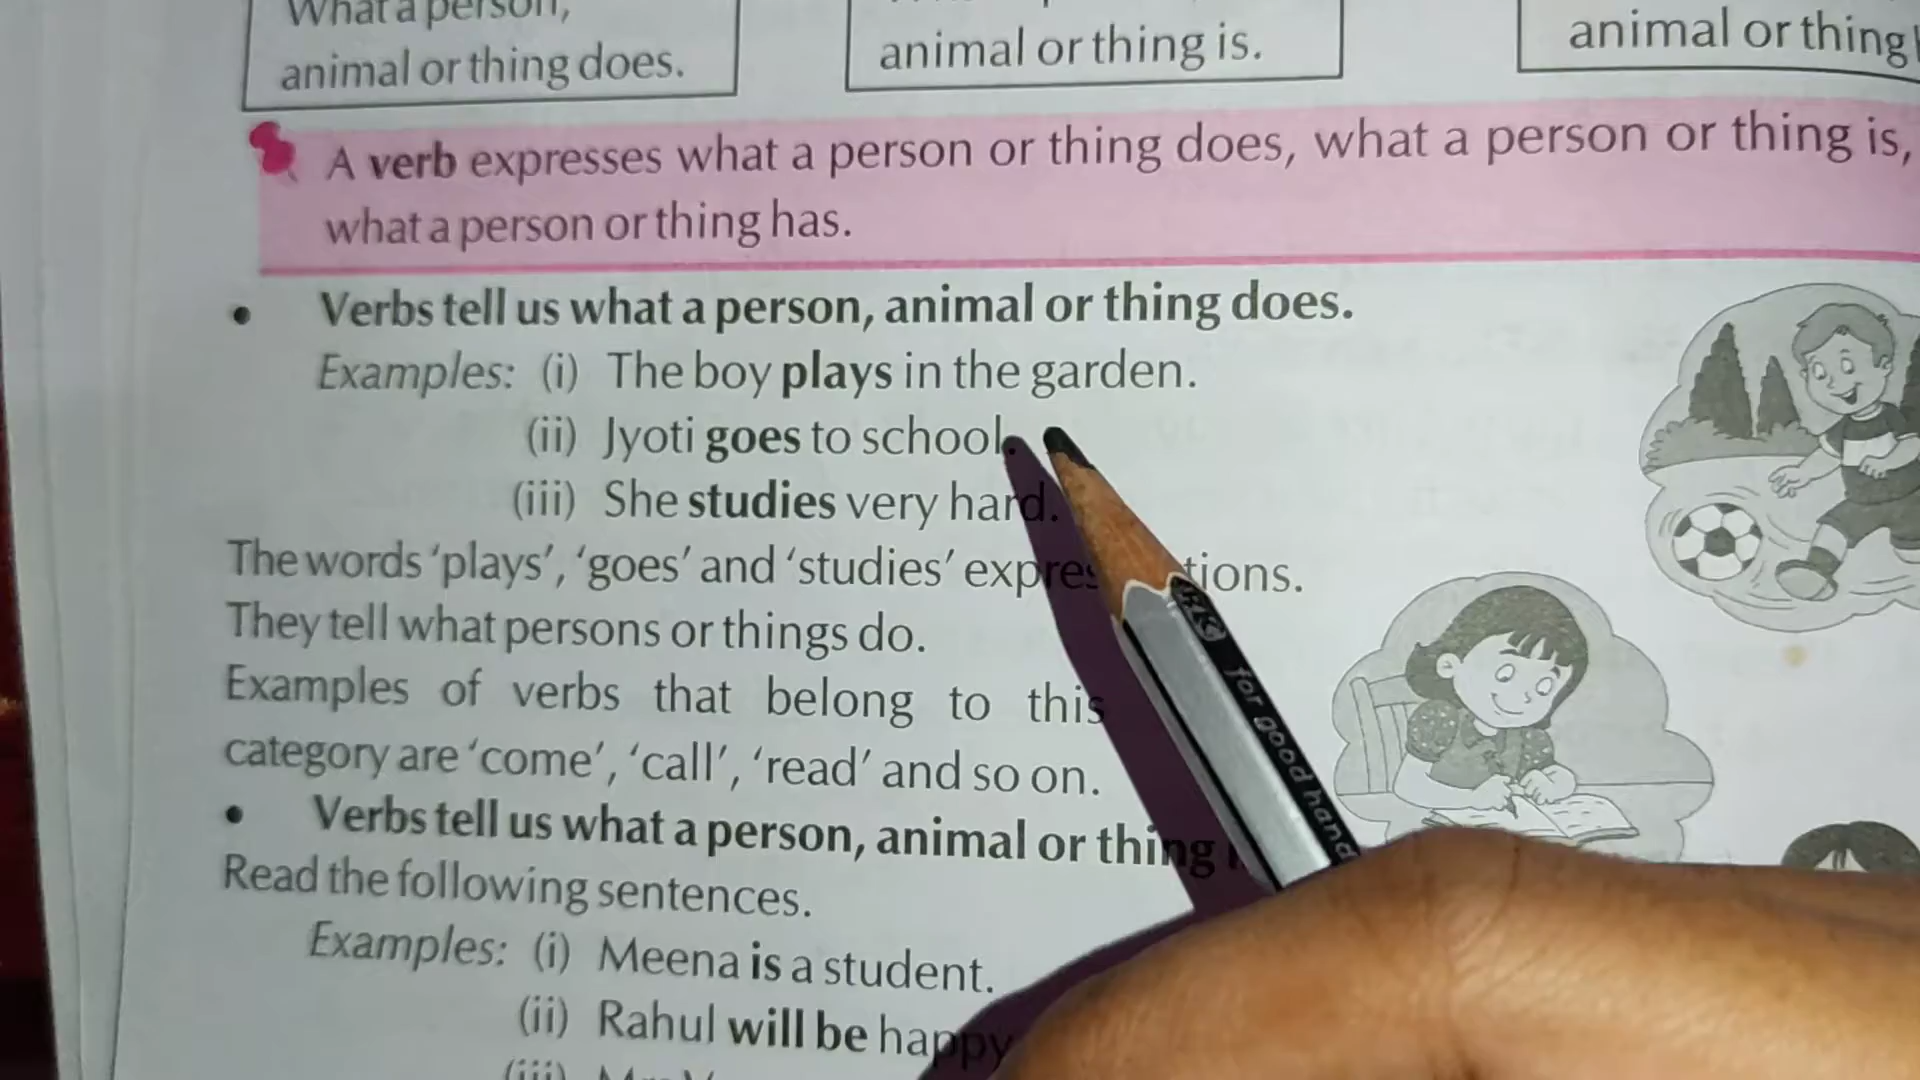 What a person,
animal or thing does.
animal or thing is.
animal or thing
A verb expresses what a person or thing does, what a person or thing is,
what a person or thing has.
• Verbs tell us what a person, animal or thing does.
Examples: (i) The boy plays in the garden.
(ii) Jyoti goes to school.
(iii) She studies very hard.
The words ‘plays’, ‘goes’ and ‘studies’ express
They tell what persons or things do.
Examples of verbs that belong to this
category are ‘come’, ‘call’, ‘read’ and so on.
• Verbs tell us what a person, animal or thing
Read the following sentences.
Examples: (i) Meena is a student.
(ii) Rahul will be happy
(iii)
for good hand